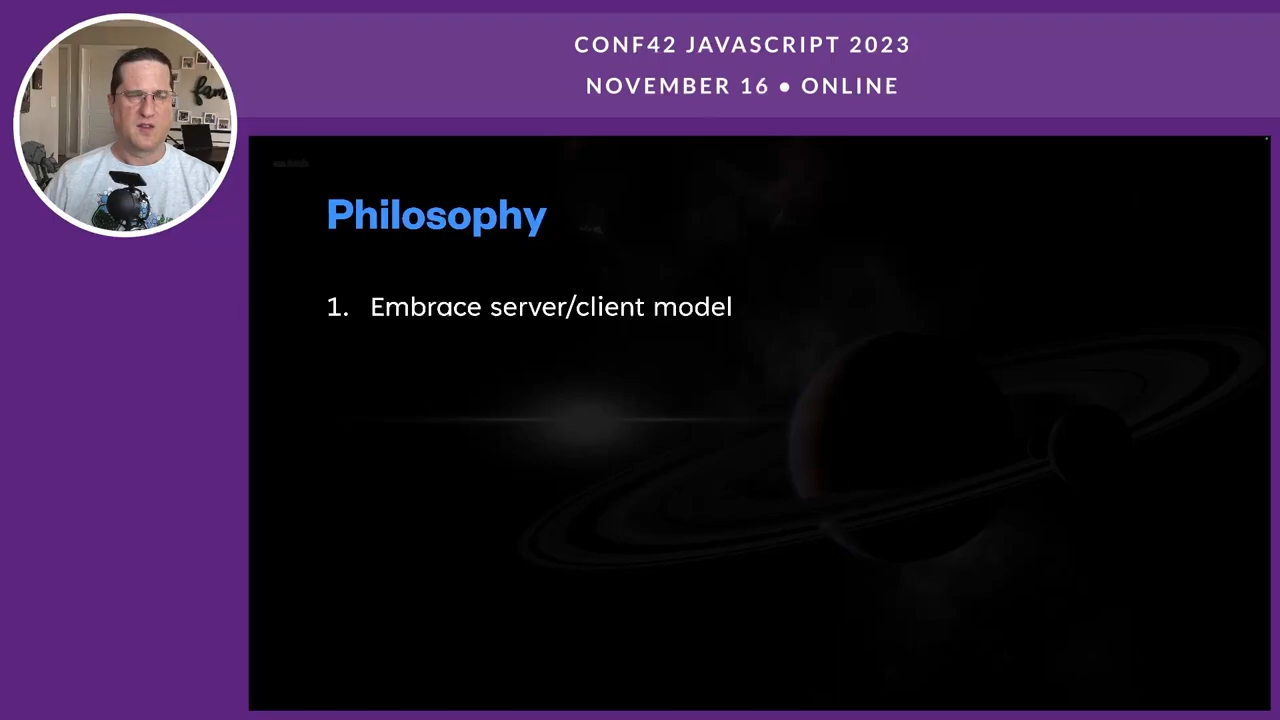 CONF42 JAVASCRIPT 2023
NOVEMBER 16 • ONLINE
Philosophy
1. Embrace server/client model